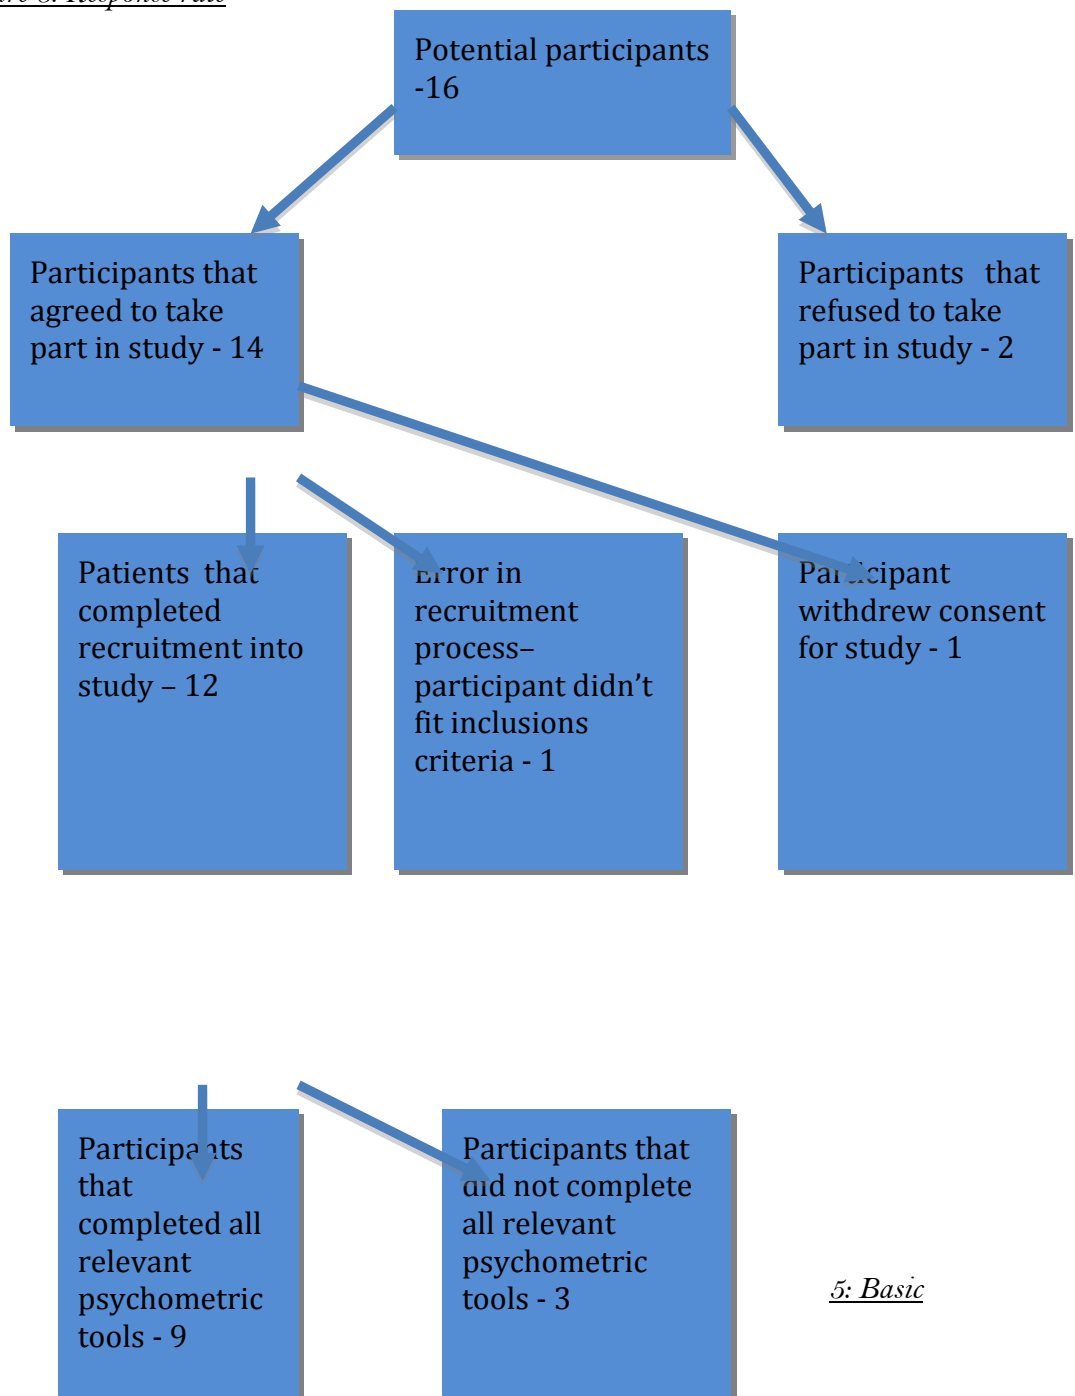 Response rate
Potential participants
-16
Participants that
agreed to take
part in study - 14
Participants that
refused to take
part in study - 2
Patients that
completed
recruitment into
study – 12
Error in
recruitment
process–
participant didn’t
fit inclusions
criteria - 1
Participant
withdrew consent
for study - 1
Participants
that
completed all
relevant
psychometric
tools - 9
Participants that
did not complete
all relevant
psychometric
tools - 3
5: Basic